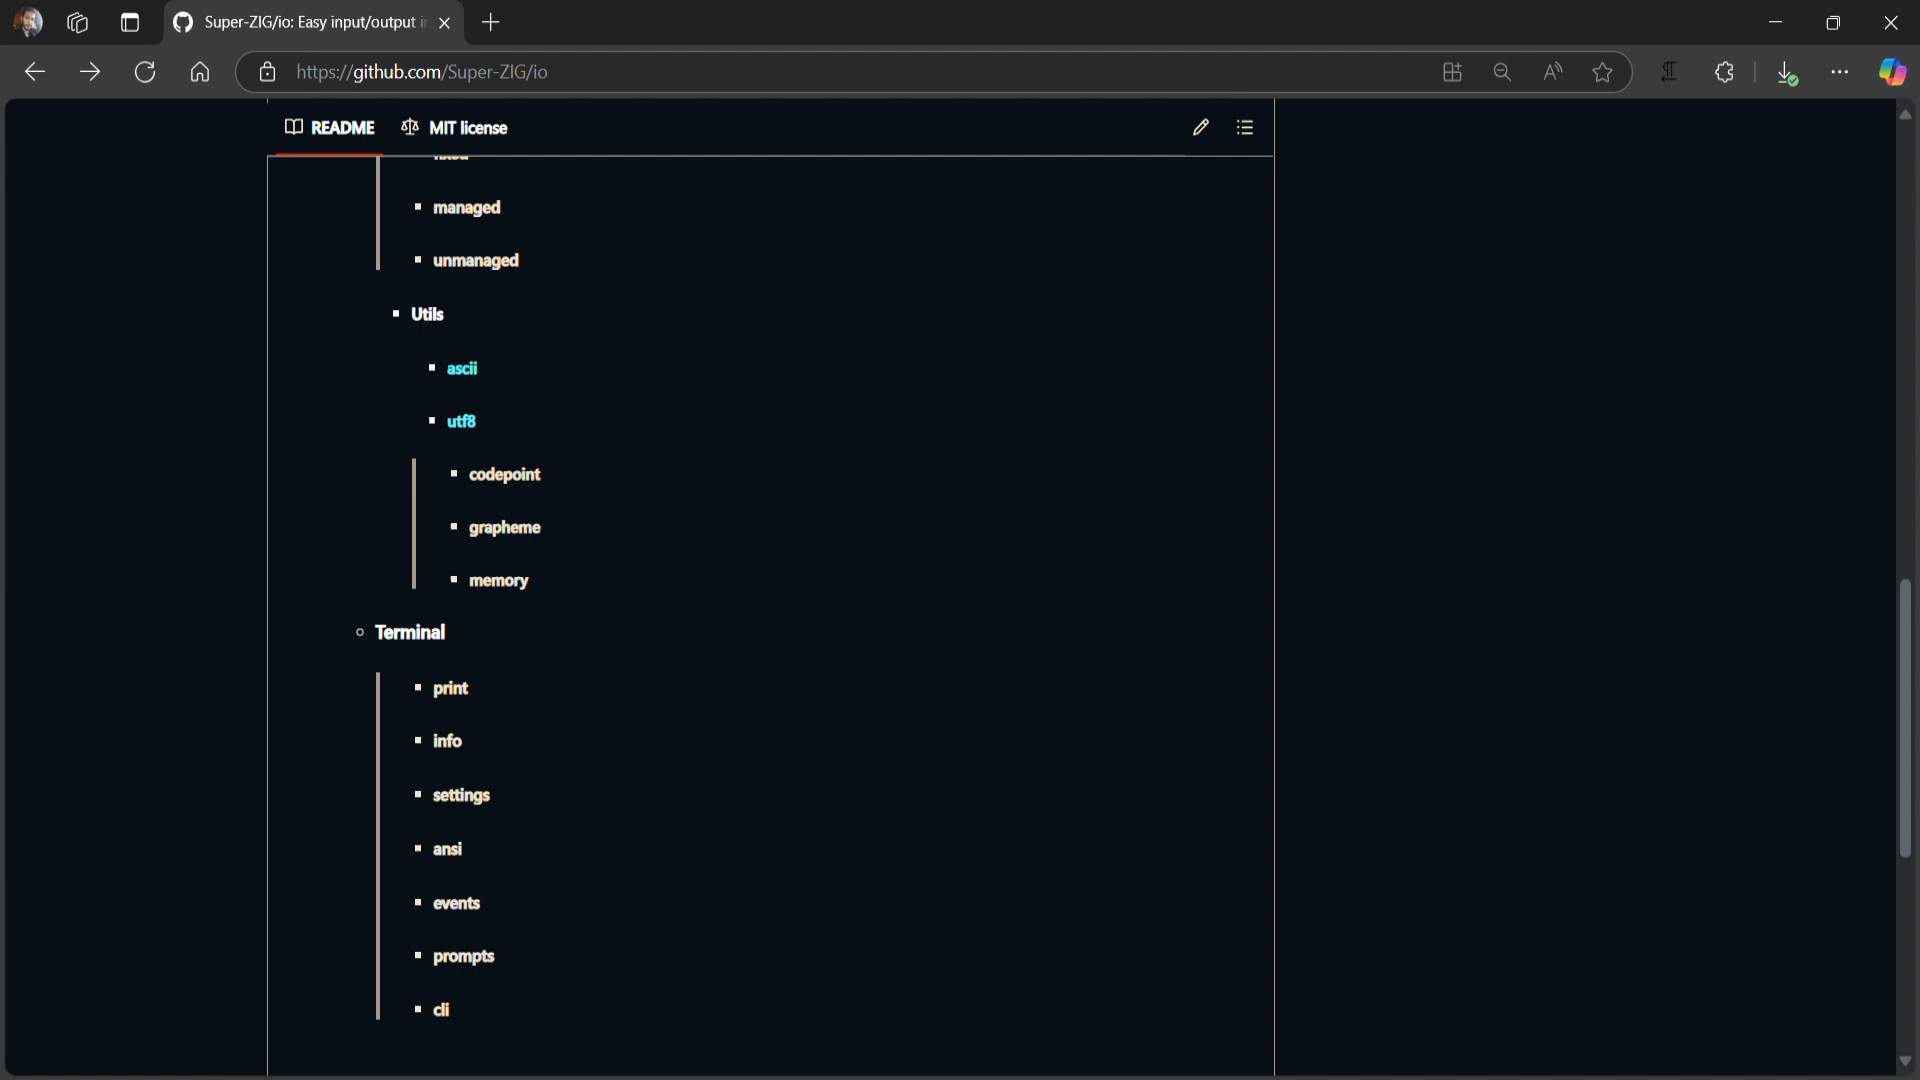 Super-ZIG/io: Easy input/output i
https://github.com/Super-ZIG/io
README MIT license
managed
unmanaged
Utils
ascii
utf8
codepoint
grapheme
memory
Terminal
print
info
settings
ansi
events
prompts
cli